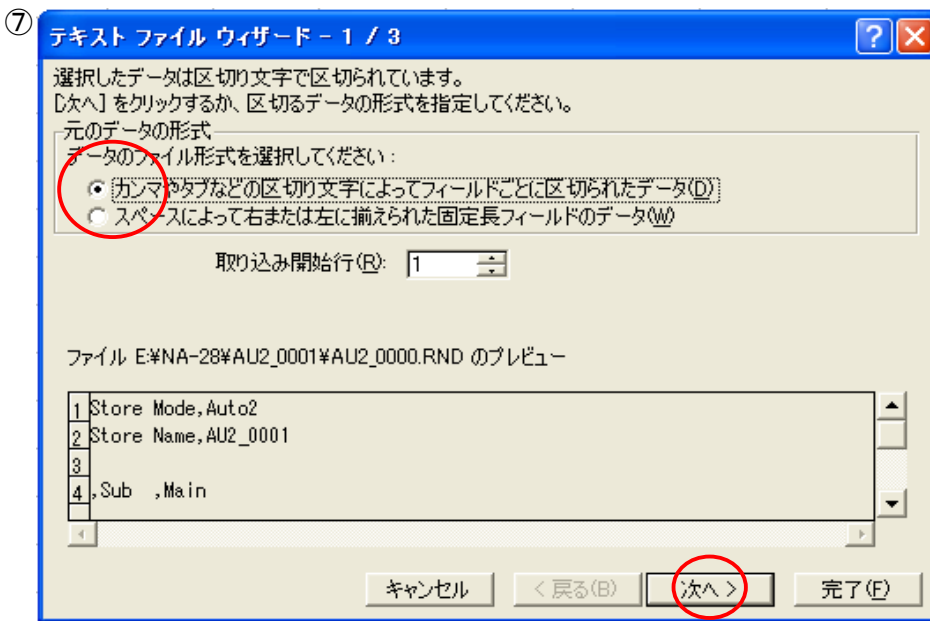 ⑦
テキスト ファイル ウィザード - 1 / 3
選択したデータは区切り文字で区切られています。
[次へ] をクリックするか、区切るデータの形式を指定してください。
元のデータの形式
データのファイル形式を選択してください:
カンマやタブなどの区切り文字によってフィールドごとに区切られたデータ(D)
スペースによって右または左に揃えられた固定長フィールドのデータ(W)
取り込み開始行(R): 1
ファイル E:¥NA-28¥AU2_0001¥AU2_0000.RND のプレビュー
1 Store Mode,Auto2
2 Store Name,AU2_0001
3
4 ,Sub  ,Main
キャンセル < 戻る(B) 次へ > 完了(F)